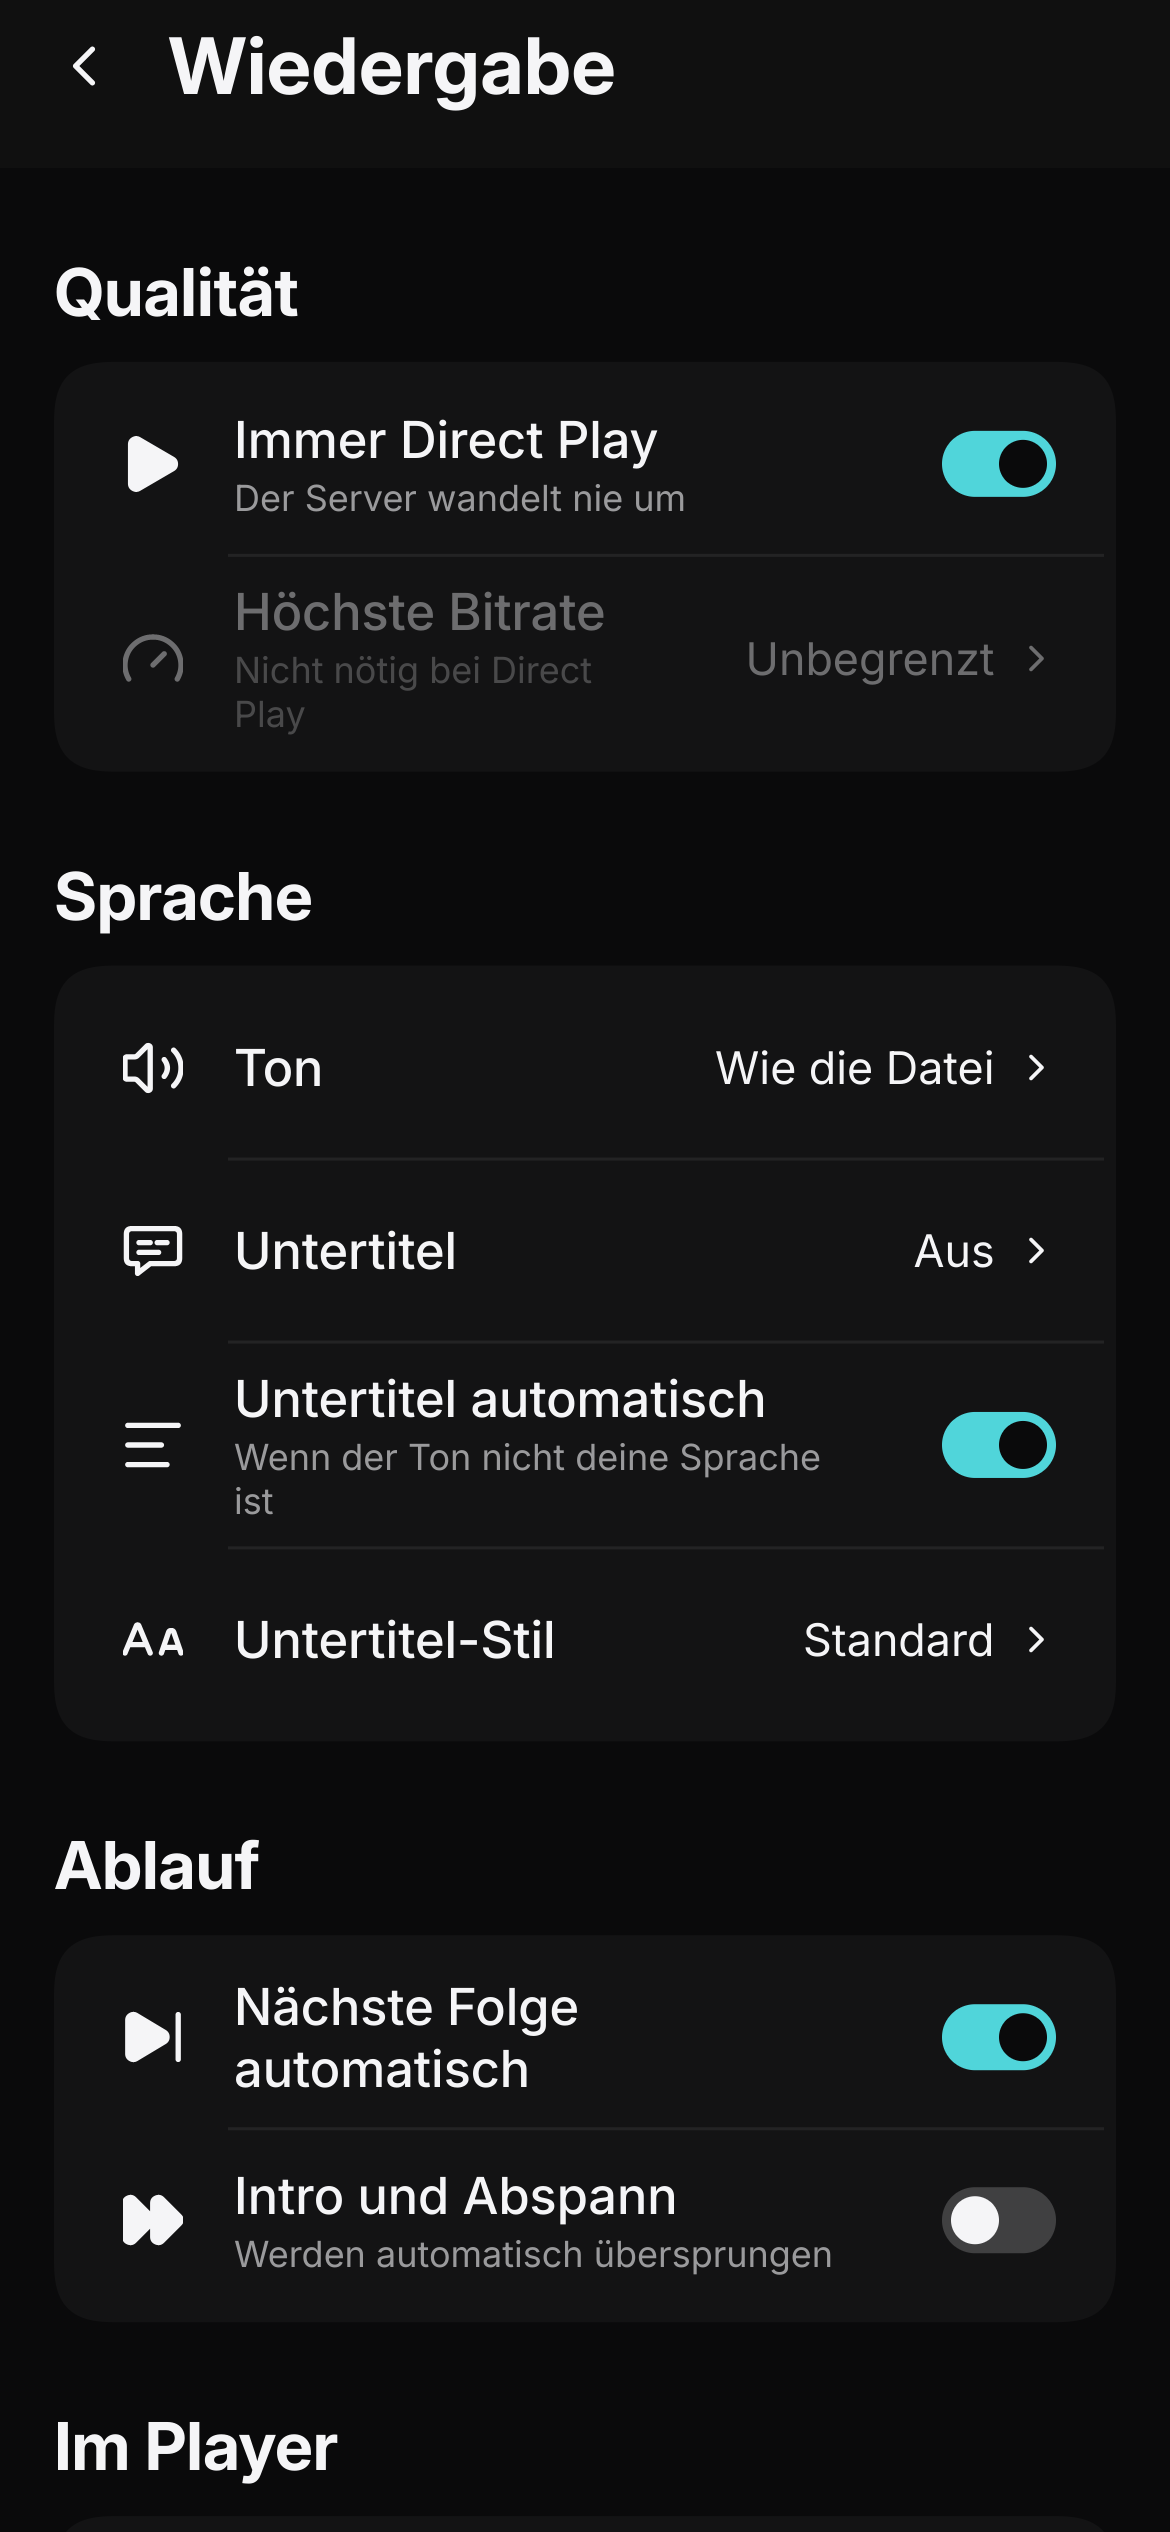 Wiedergabe
Qualität
Immer Direct Play
Der Server wandelt nie um
Höchste Bitrate
Nicht nötig bei Direct
Play
Unbegrenzt
Sprache
Ton
Wie die Datei
Untertitel
Aus
Untertitel automatisch
Wenn der Ton nicht deine Sprache
ist
Untertitel-Stil
Standard
Ablauf
Nächste Folge
automatisch
Intro und Abspann
Werden automatisch übersprungen
Im Player